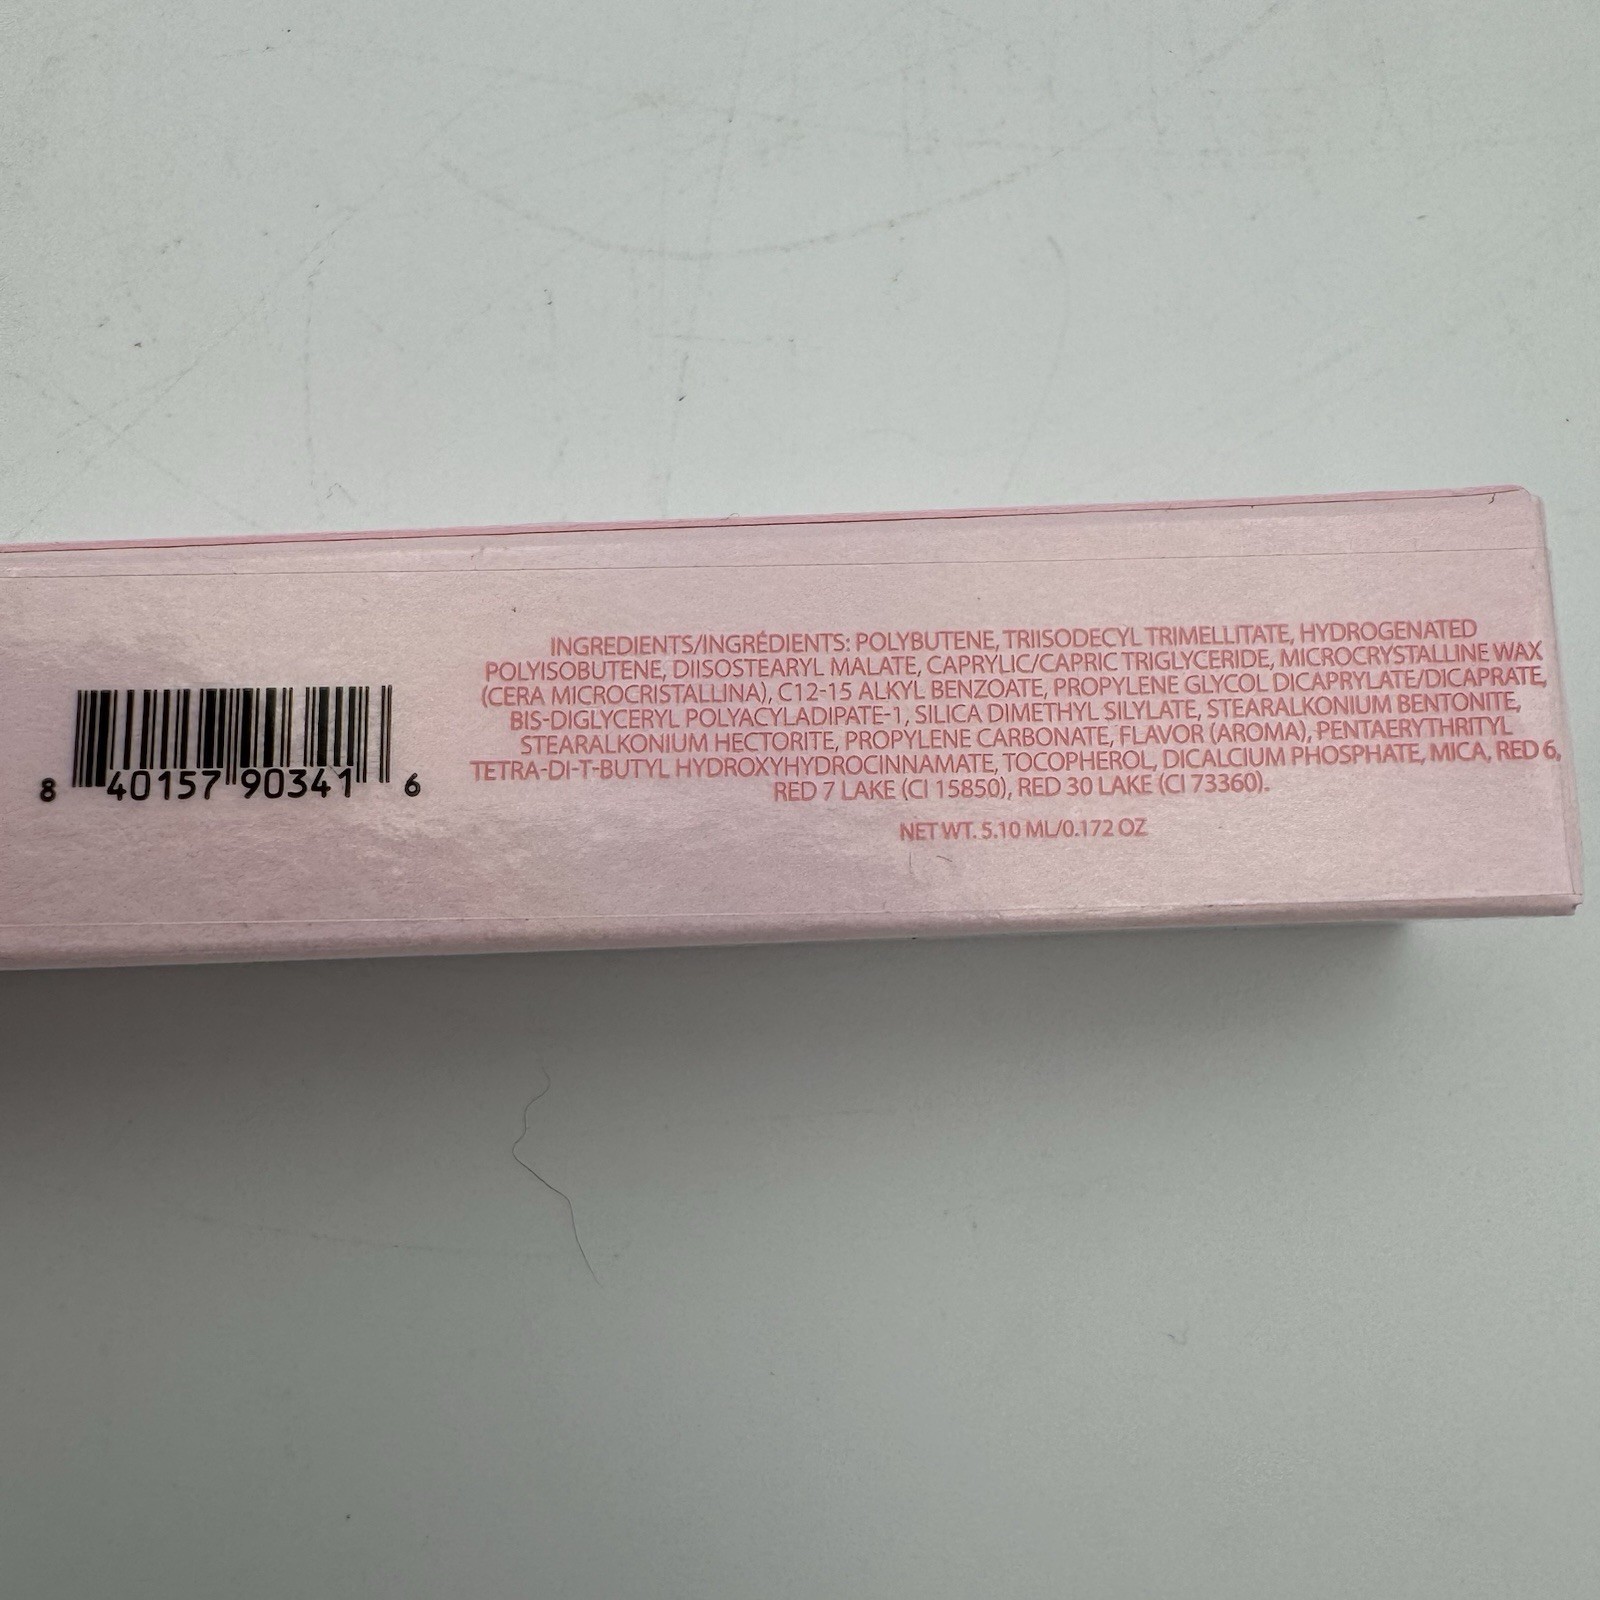 8 40157 90341 6
INGREDIENTS/INGRÉDIENTS: POLYBUTENE, TRIISODECYL TRIMELLITATE, HYDROGENATED
POLYISOBUTENE, DIISOSTEARYL MALATE, CAPRYLIC/CAPRIC TRIGLYCERIDE, MICROCRYSTALLINE WAX
(CERA MICROCRISTALLINA), C12-15 ALKYL BENZOATE, PROPYLENE GLYCOL DICAPRYLATE/DICAPRATE,
BIS-DIGLYCERYL POLYACYLADIPATE-1, SILICA DIMETHYL SILYLATE, STEARALKONIUM BENTONITE,
STEARALKONIUM HECTORITE, PROPYLENE CARBONATE, FLAVOR (AROMA), PENTAERYTHRITYL
TETRA-DI-T-BUTYL HYDROXYHYDROCINNAMATE, TOCOPHEROL, DICALCIUM PHOSPHATE, MICA, RED 6,
RED 7 LAKE (CI 15850), RED 30 LAKE (CI 73360).
NET WT. 5.10 ML/0.172 OZ